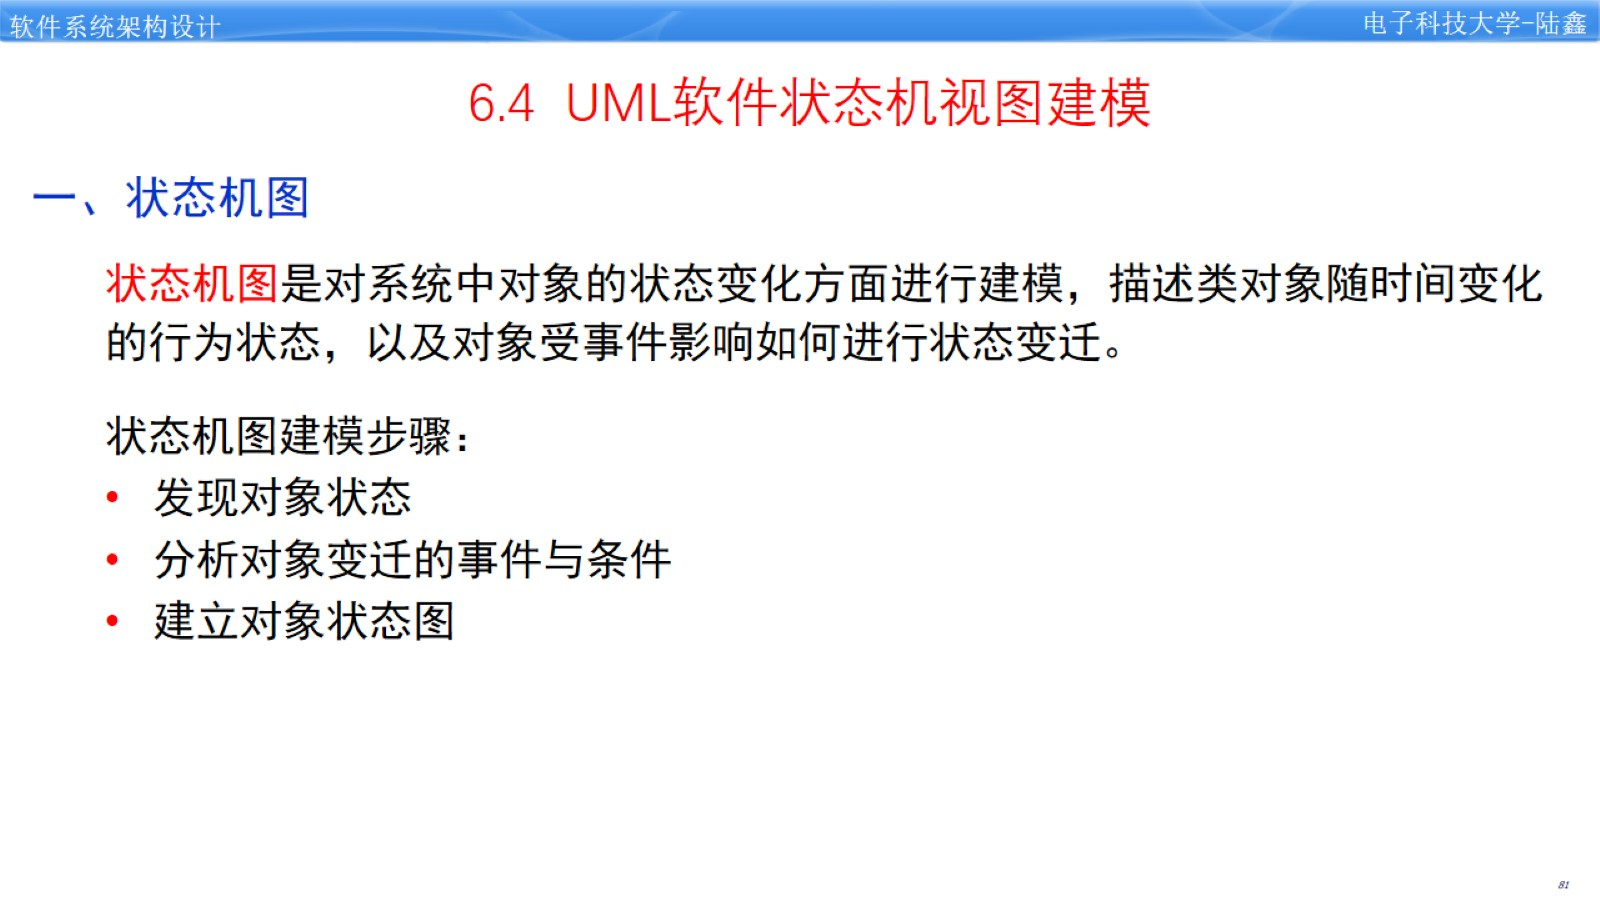 软件系统架构设计
电子科技大学-陆鑫
6.4 UML软件状态机视图建模
一、状态机图
状态机图是对系统中对象的状态变化方面进行建模，描述类对象随时间变化
的行为状态，以及对象受事件影响如何进行状态变迁。
状态机图建模步骤：
• 发现对象状态
• 分析对象变迁的事件与条件
• 建立对象状态图
81